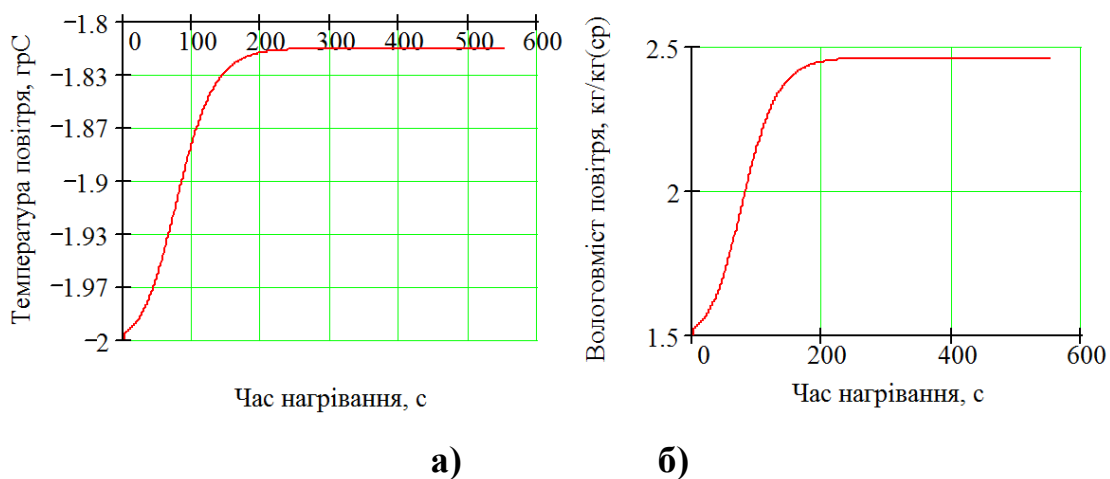 Температура повітря, грС
−1.8
−1.83
−1.87
−1.9
−1.93
−1.97
−2
0 100 200 300 400 500 600
Час нагрівання, с
а)
Вологовміст повітря, кг/кг(ср)
2.5
2
1.5
0 200 400 600
Час нагрівання, с
б)